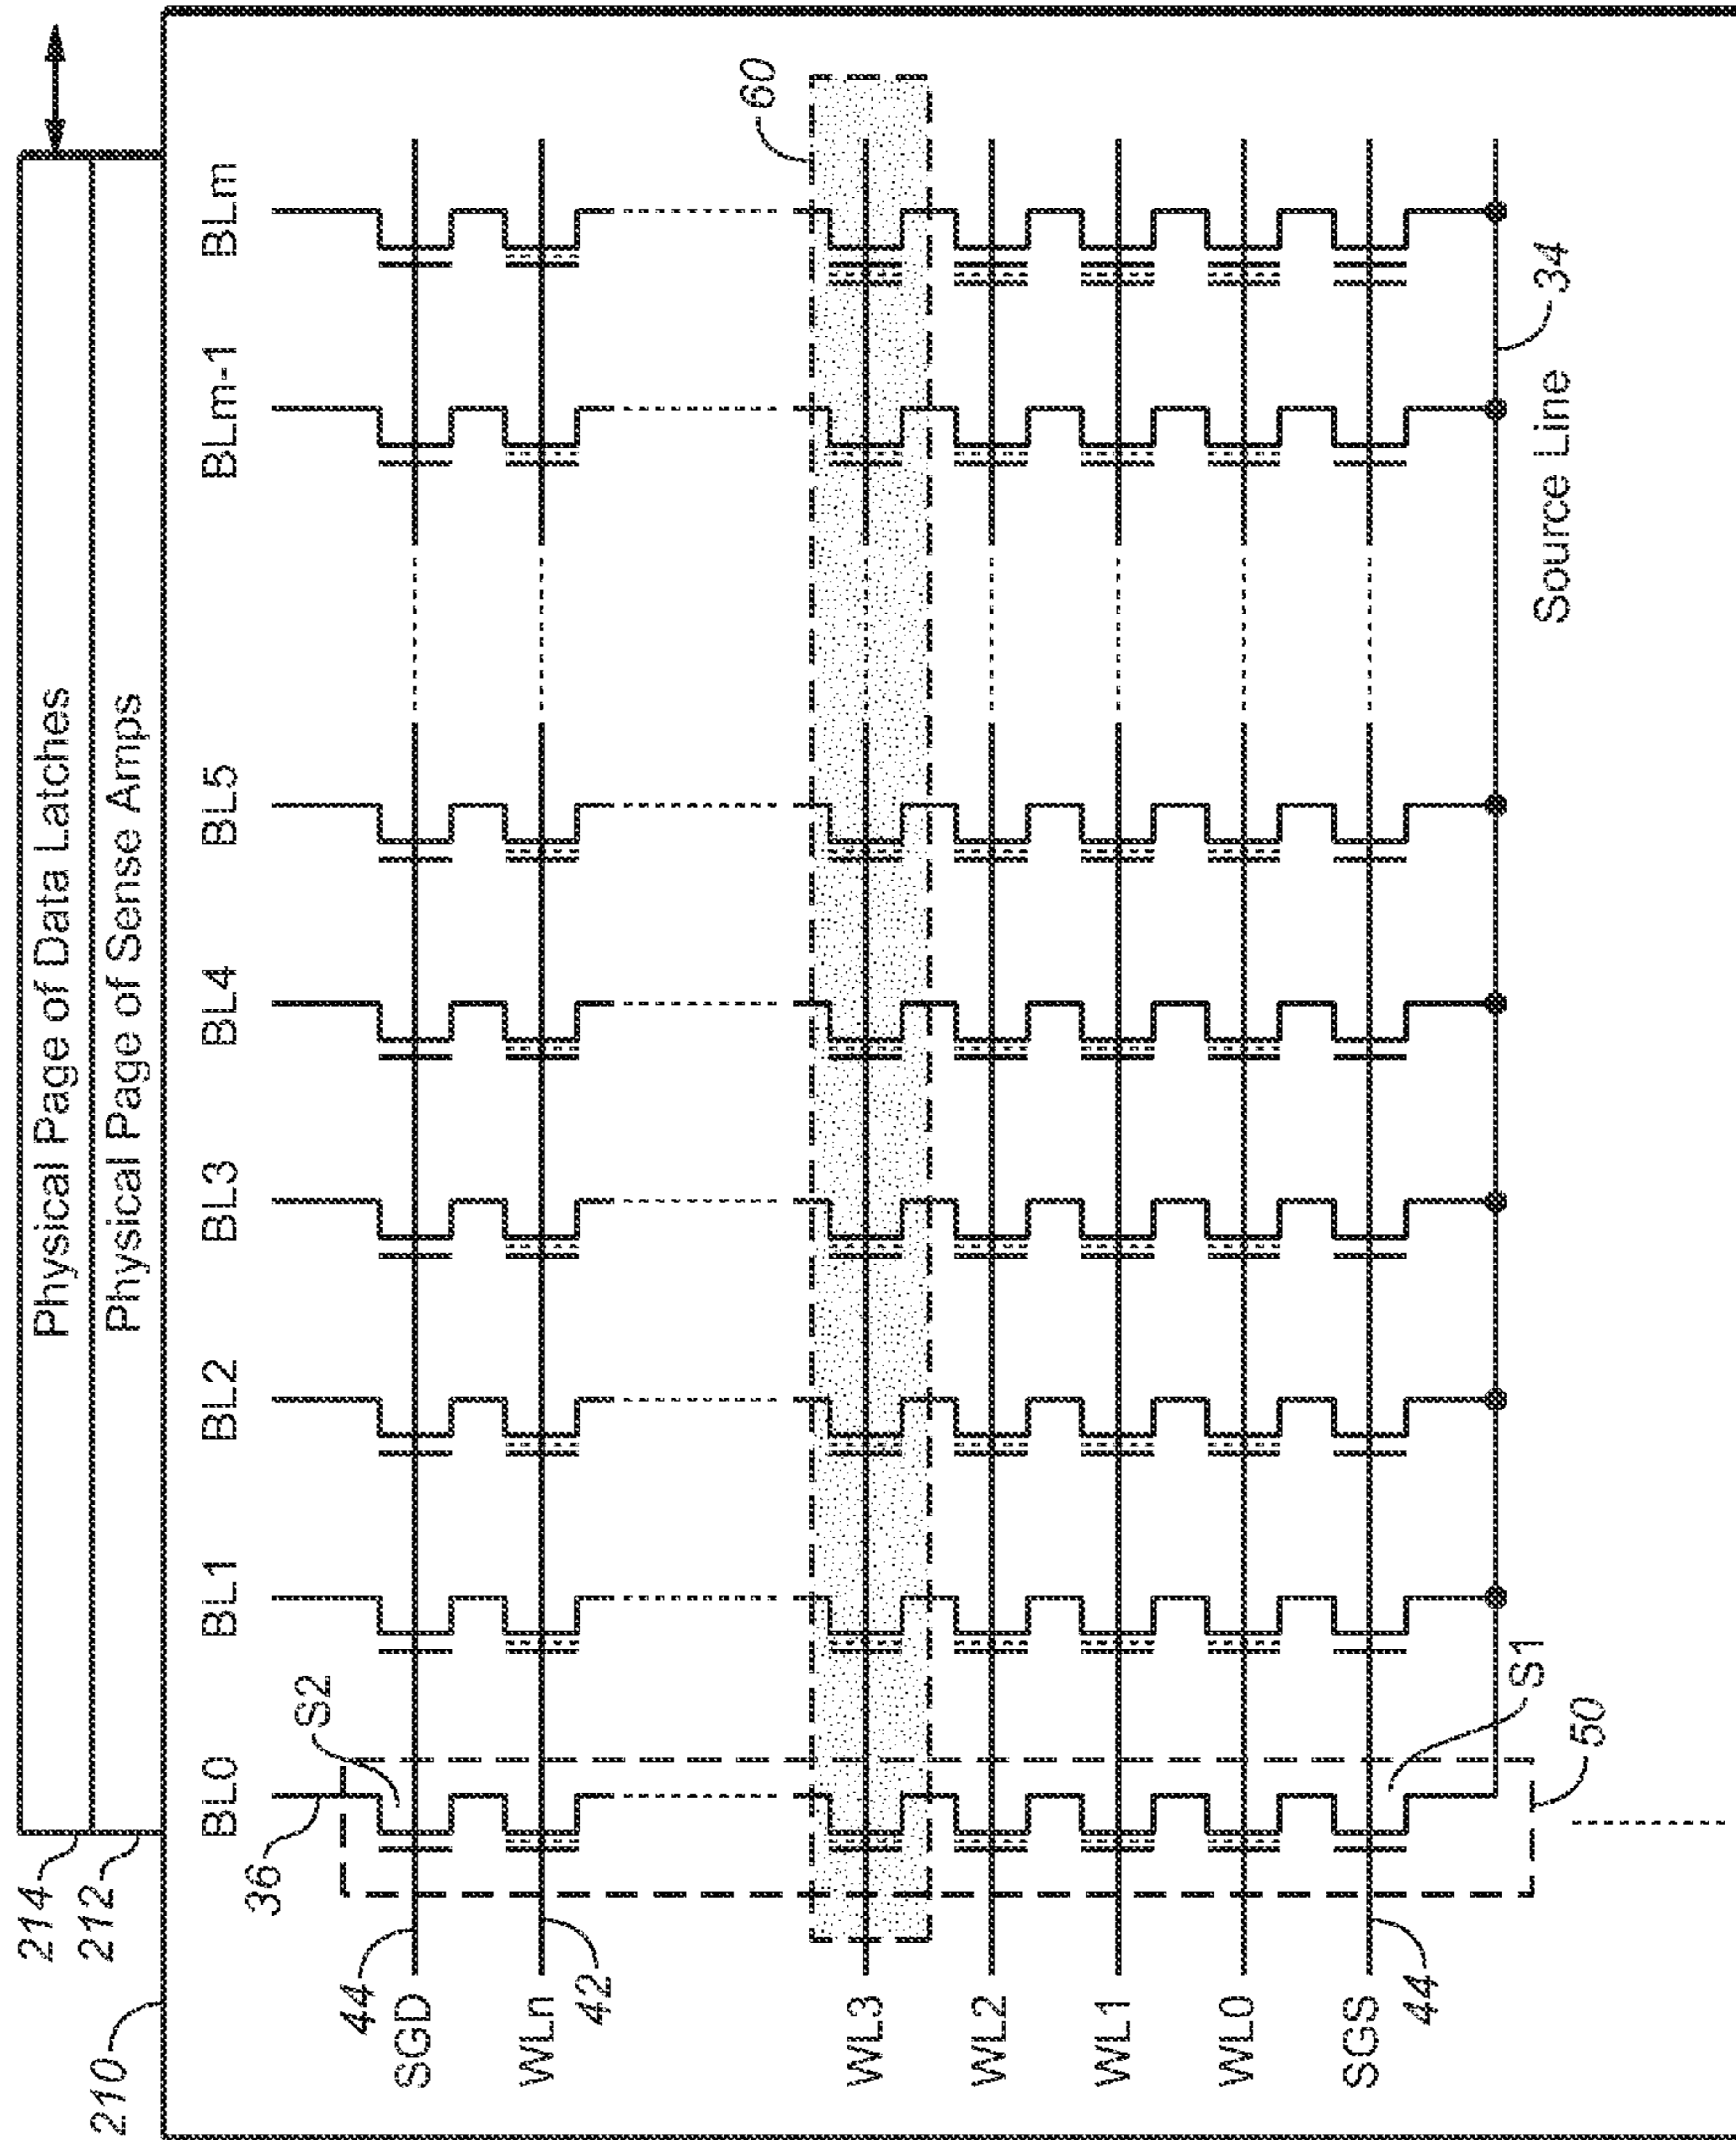 Physical Page of Data Latches
Physical Page of Sense Amps
214
212
210
BL0
BL1
BL2
BL3
BL4
BL5
BLm-1
BLm
36
S2
60
44
SGD
WLn
42
WL3
WL2
WL1
WL0
SGS
44
S1
50
34
Source Line